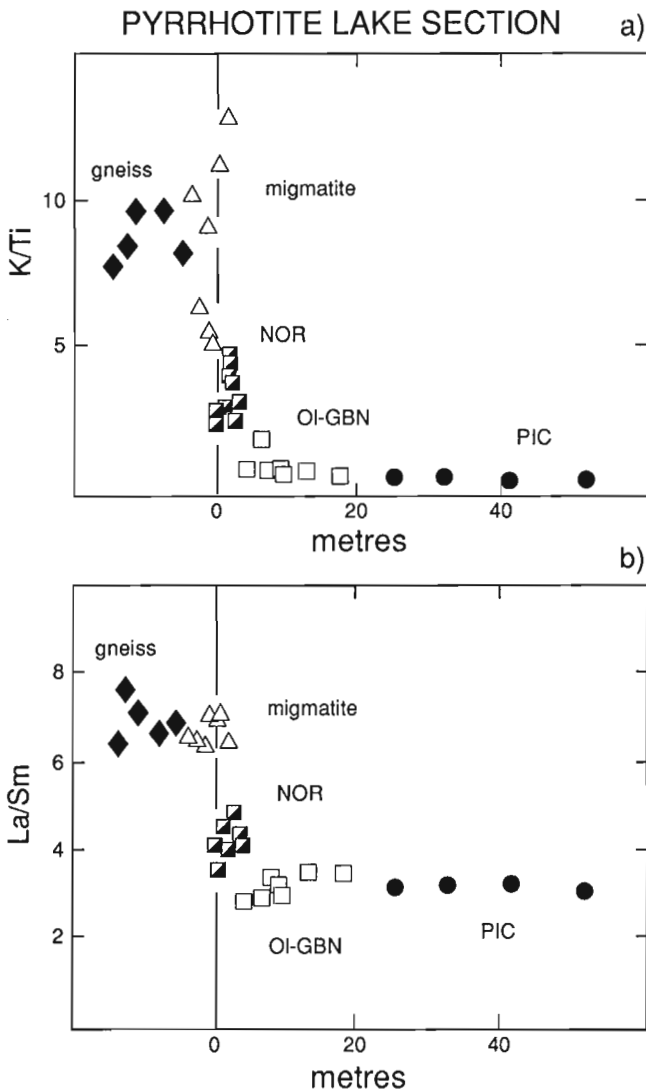 PYRRHOTITE LAKE SECTION a)
gneiss
migmatite
10
K/Ti
NOR
5
Ol-GBN
PIC
0 20 40
metres
b)
gneiss
8
migmatite
6
NOR
La/Sm
4
2
Ol-GBN
PIC
0 20 40
metres